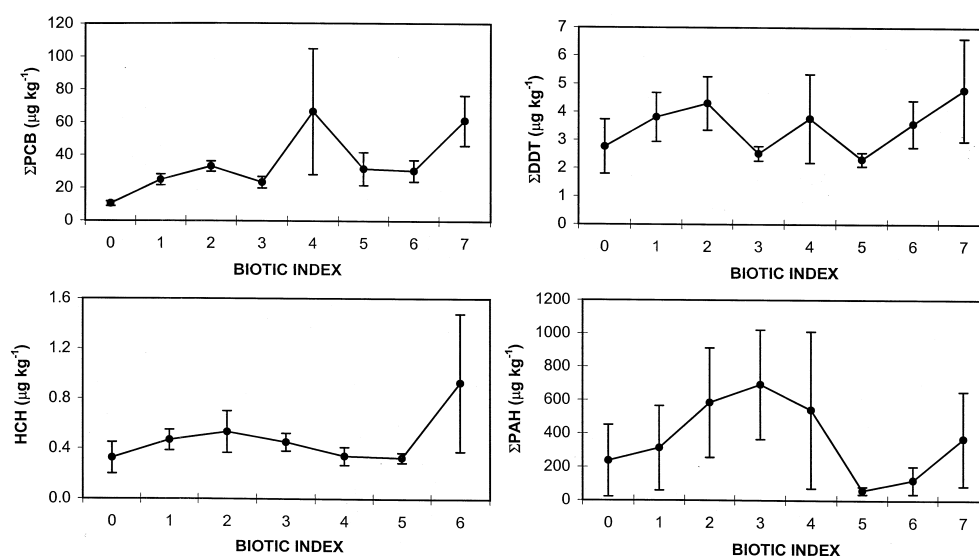 120
100
80
60
40
20
0
ΣPCB (µg kg-1)
0 1 2 3 4 5 6 7
BIOTIC INDEX
7
6
5
4
3
2
1
0
ΣDDT (µg kg-1)
0 1 2 3 4 5 6 7
BIOTIC INDEX
1.6
1.2
0.8
0.4
0.0
HCH (µg kg-1)
0 1 2 3 4 5 6
BIOTIC INDEX
1200
1000
800
600
400
200
0
ΣPAH (µg kg-1)
0 1 2 3 4 5 6 7
BIOTIC INDEX